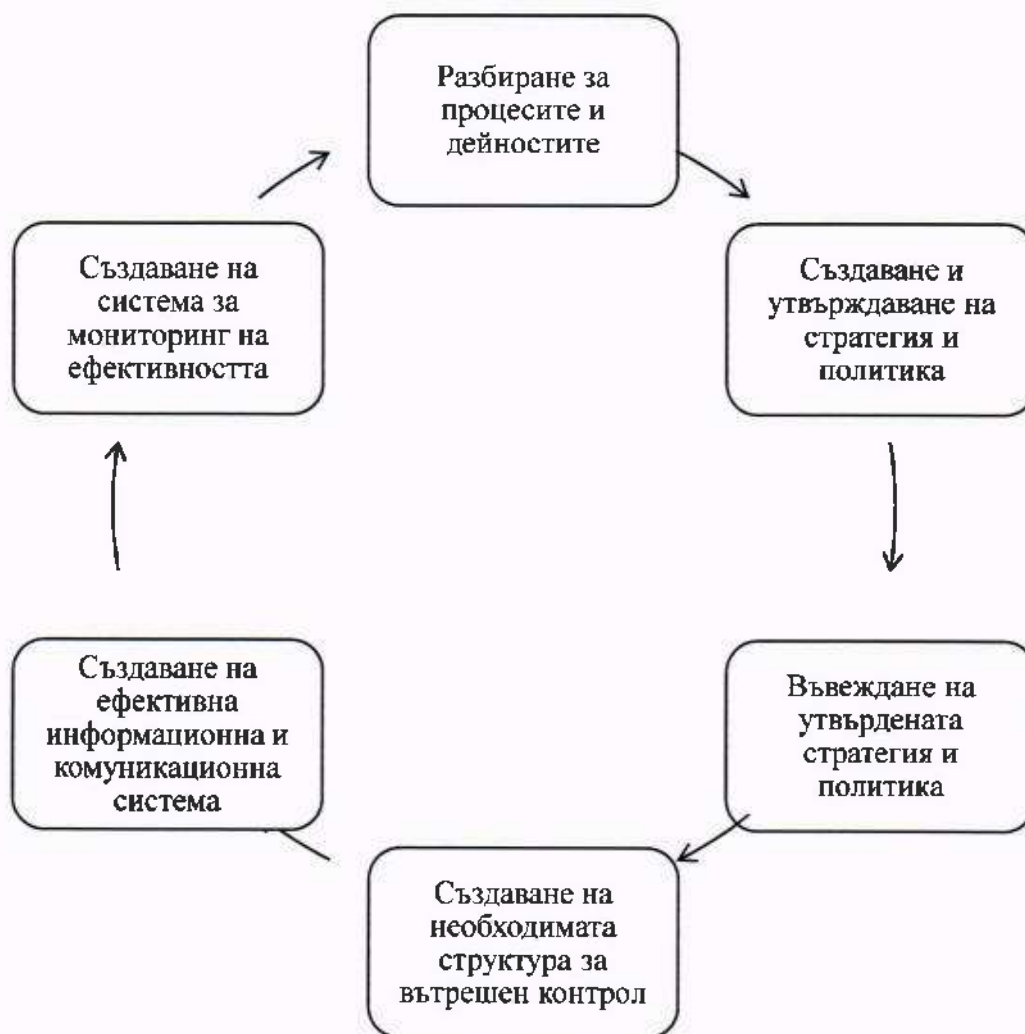 Разбиране за
процесите и
дейностите
Създаване и
утвърждаване на
стратегия и
политика
Въвеждане на
утвърдената
стратегия и
политика
Създаване на
необходимата
структура за
вътрешен контрол
Създаване на
ефективна
информационна и
комуникационна
система
Създаване на
система за
мониторинг на
ефективността